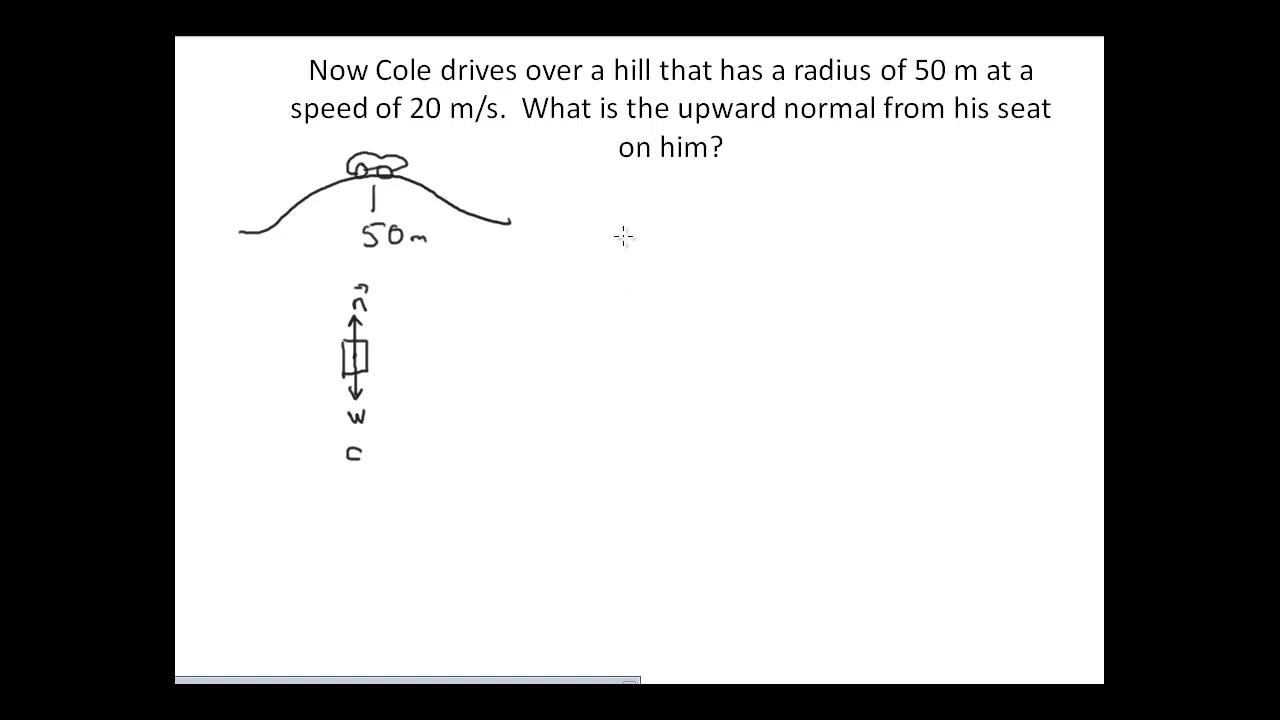 Now Cole drives over a hill that has a radius of 50 m at a
speed of 20 m/s.  What is the upward normal from his seat
on him?
50m
n
w
n